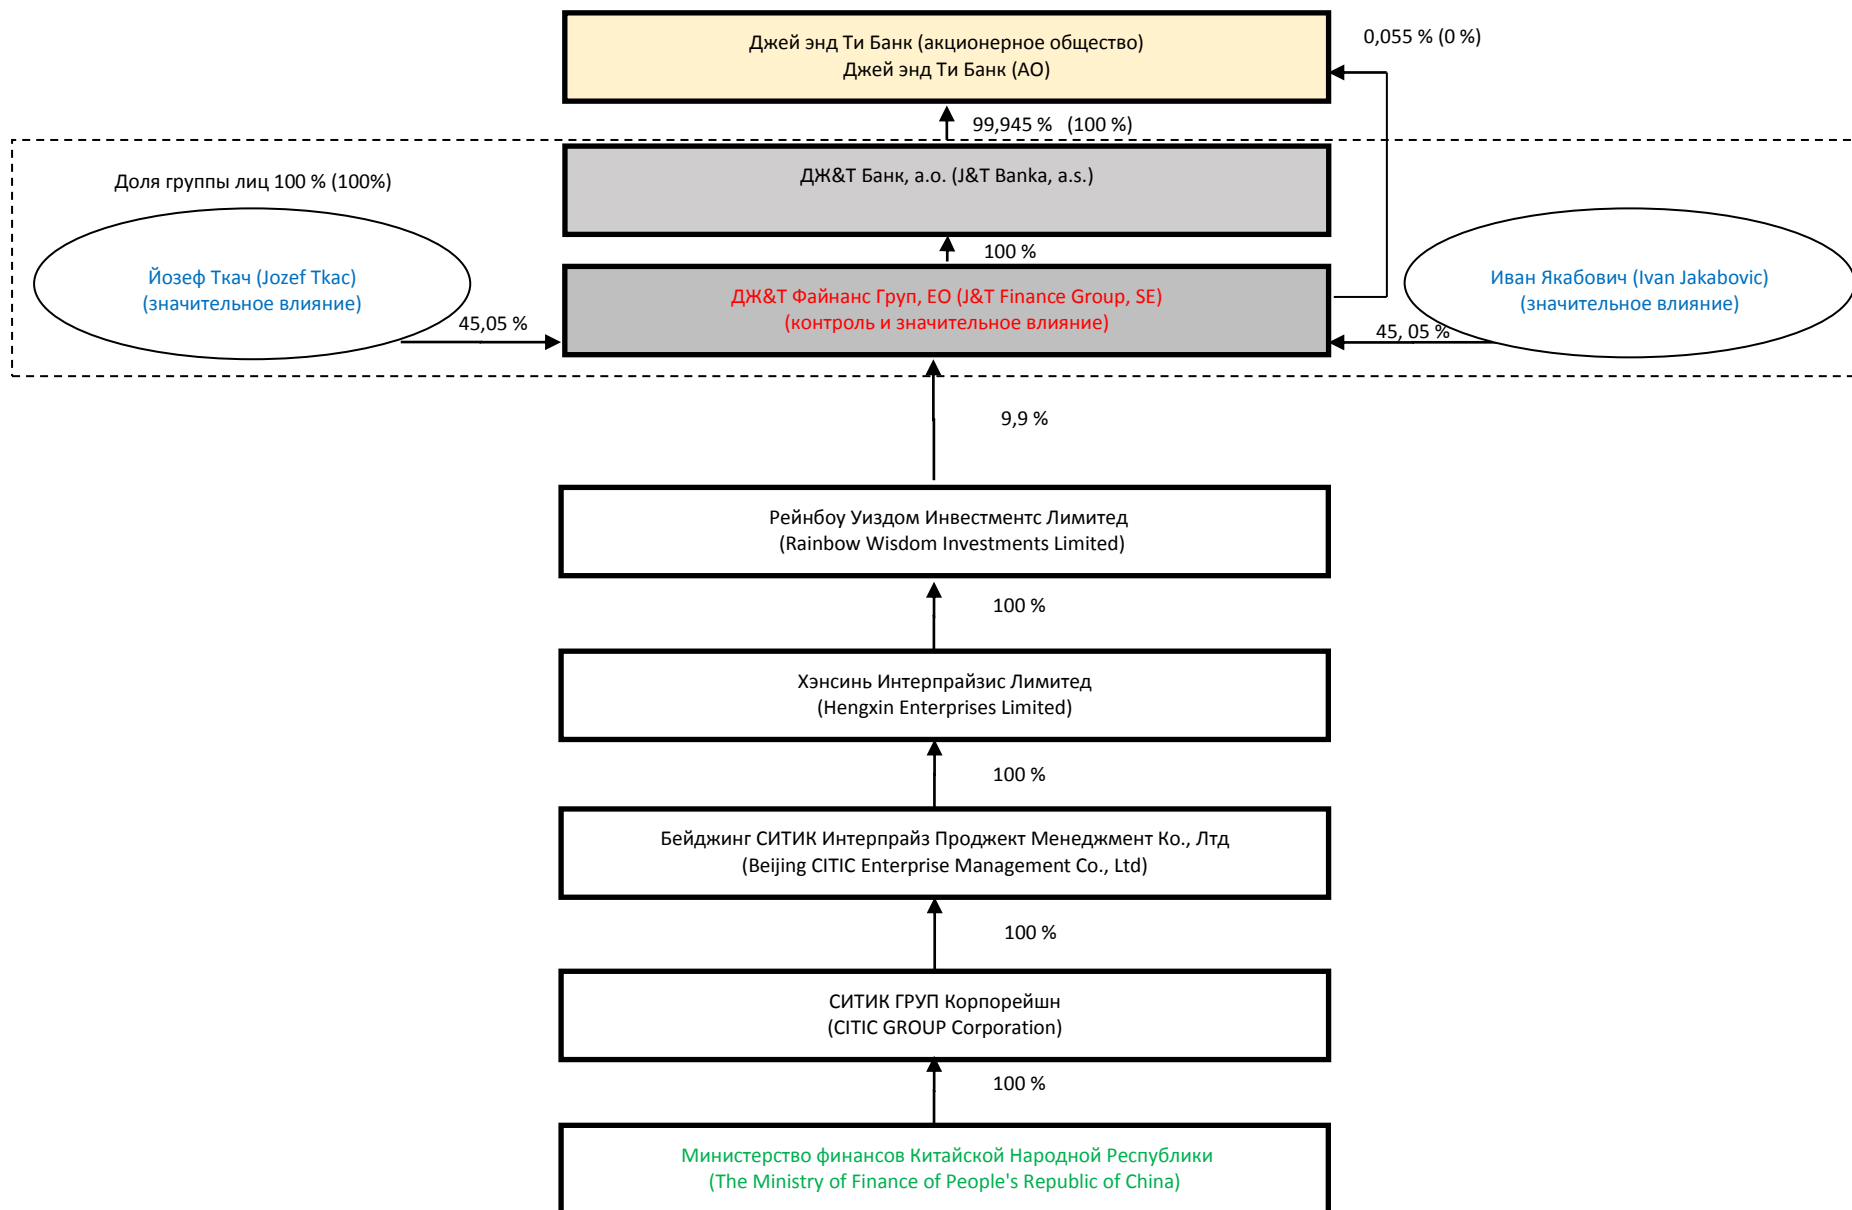 Джей энд Ти Банк (акционерное общество)
Джей энд Ти Банк (АО)
0,055 % (0 %)
99,945 % (100 %)
Доля группы лиц 100 % (100%)
ДЖ&Т Банк, а.о. (J&T Banka, a.s.)
100 %
Йозеф Ткач (Jozef Tkac)
(значительное влияние)
ДЖ&Т Файнанс Груп, ЕО (J&T Finance Group, SE)
(контроль и значительное влияние)
Иван Якабович (Ivan Jakabovic)
(значительное влияние)
45,05 %
45, 05 %
9,9 %
Рейнбоу Уиздом Инвестментс Лимитед
(Rainbow Wisdom Investments Limited)
100 %
Хэнсинь Интерпрайзис Лимитед
(Hengxin Enterprises Limited)
100 %
Бейджинг СИТИК Интерпрайз Проджект Менеджмент Ко., Лтд
(Beijing CITIC Enterprise Management Co., Ltd)
100 %
СИТИК ГРУП Корпорейшн
(CITIC GROUP Corporation)
100 %
Министерство финансов Китайской Народной Республики
(The Ministry of Finance of People's Republic of China)